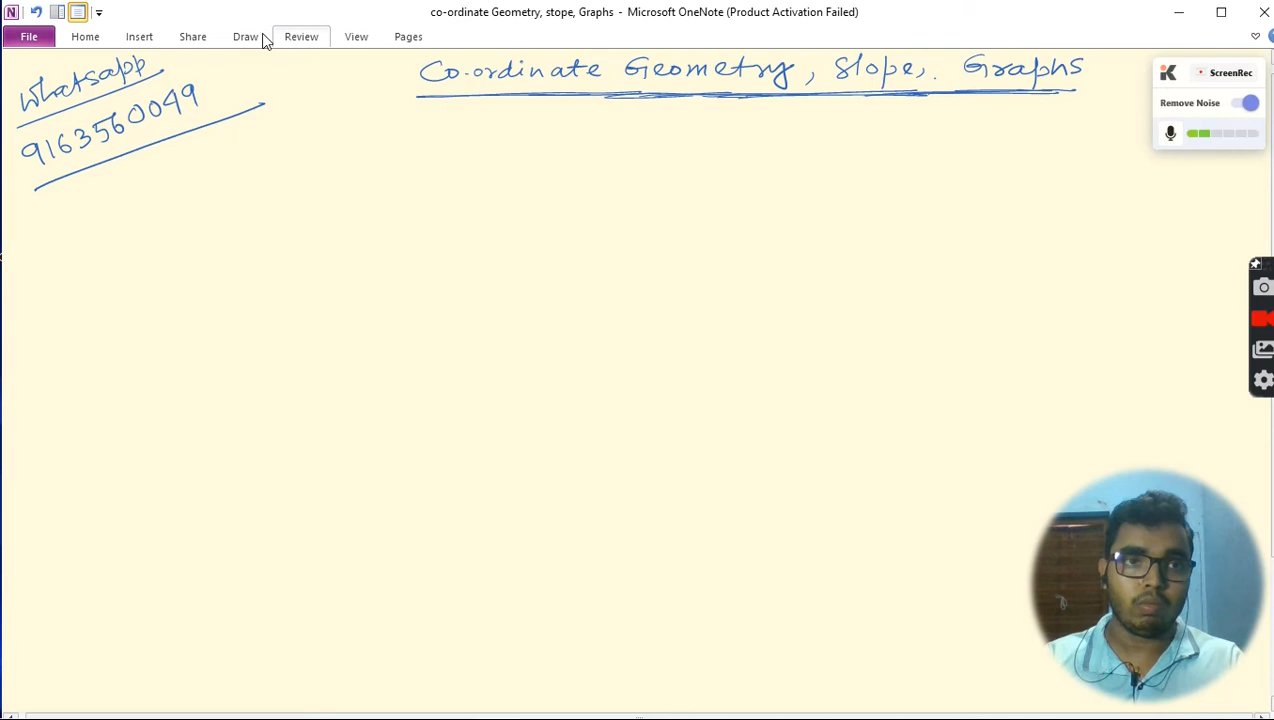 co-ordinate Geometry, stope, Graphs - Microsoft OneNote (Product Activation Failed)
File Home Insert Share Draw Review View Pages
Whatsapp
9163560049
Co-ordinate Geometry, Slope, Graphs
ScreenRec
Remove Noise